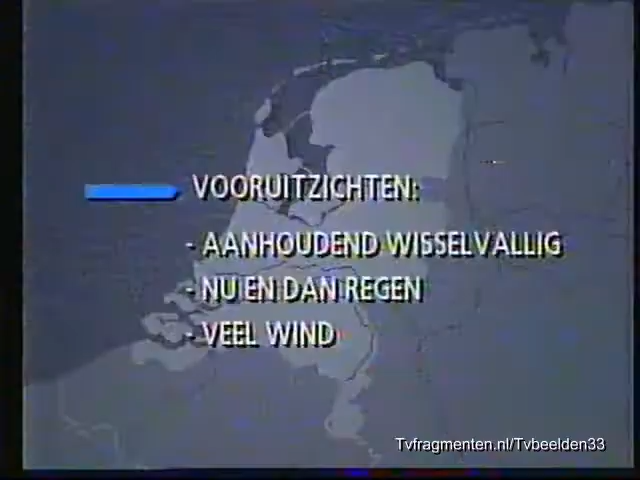 VOORUITZICHTEN:
- AANHOUDEND WISSELVALLIG
- NU EN DAN REGEN
- VEEL WIND
Tvfragmenten.nl/Tvbeelden33